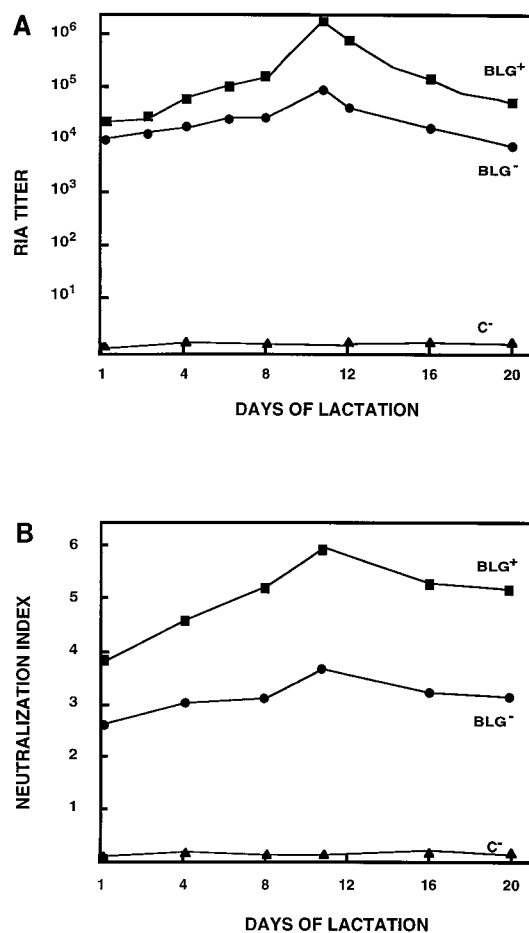 A
RIA TITER
10⁶
10⁵
10⁴
10³
10²
10¹
BLG⁺
BLG⁻
C⁻
1 4 8 12 16 20
DAYS OF LACTATION
B
NEUTRALIZATION INDEX
6
5
4
3
2
1
BLG⁺
BLG⁻
C⁻
1 4 8 12 16 20
DAYS OF LACTATION